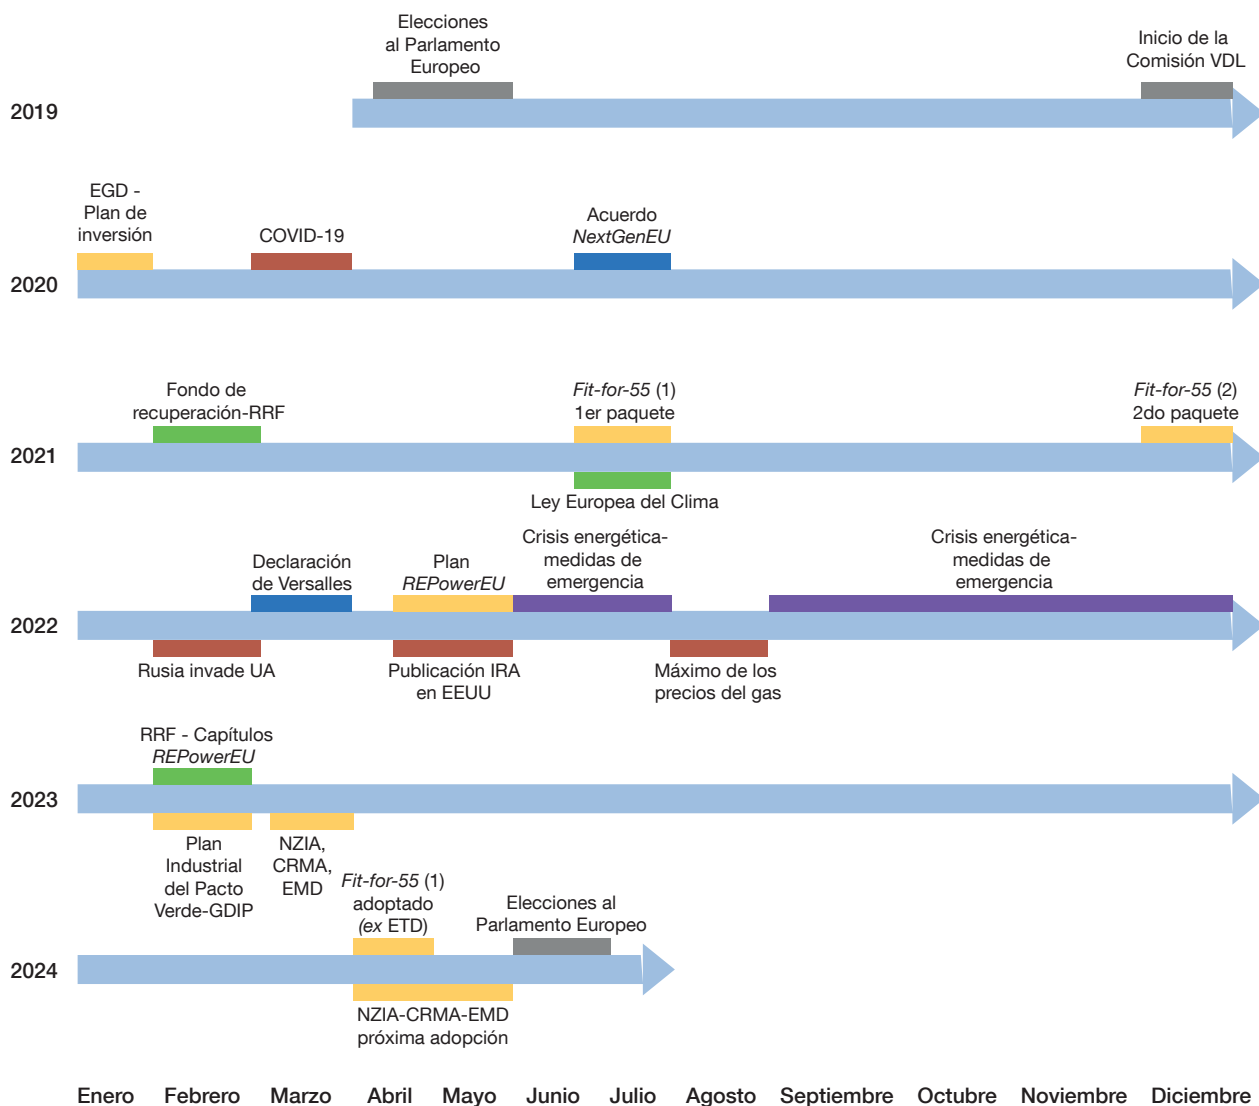 Elecciones
al Parlamento
Europeo
Inicio de la
Comisión VDL
2019
EGD -
Plan de
inversión
COVID-19
Acuerdo
NextGenEU
2020
Fondo de
recuperación-RRF
Fit-for-55 (1)
1er paquete
Fit-for-55 (2)
2do paquete
2021
Ley Europea del Clima
Declaración
de Versalles
Plan
REPowerEU
Crisis energética-
medidas de
emergencia
Crisis energética-
medidas de
emergencia
2022
Rusia invade UA
Publicación IRA
en EEUU
Máximo de los
precios del gas
RRF - Capítulos
REPowerEU
2023
Plan
Industrial
del Pacto
Verde-GDIP
NZIA,
CRMA,
EMD
Fit-for-55 (1)
adoptado
(ex ETD)
Elecciones al
Parlamento Europeo
2024
NZIA-CRMA-EMD
próxima adopción
Enero Febrero Marzo Abril Mayo Junio Julio Agosto Septiembre Octubre Noviembre Diciembre